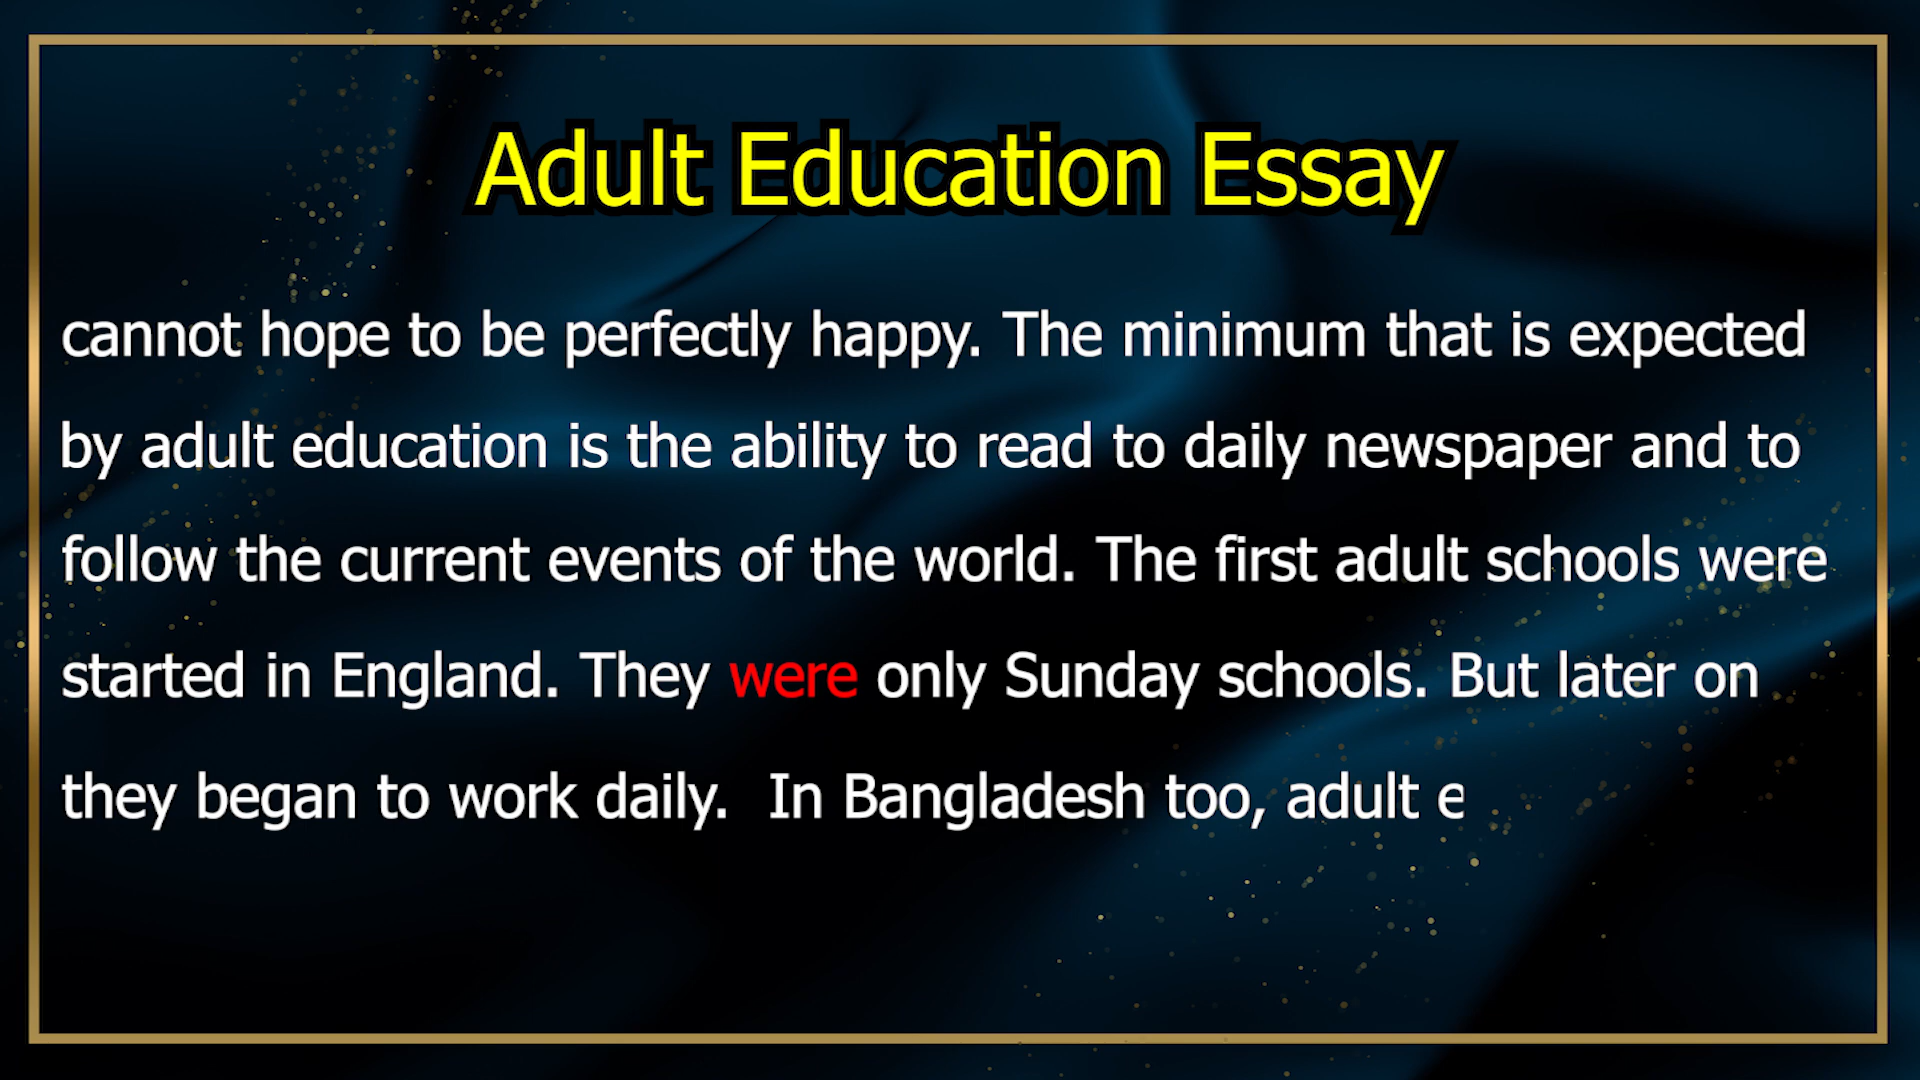 Adult Education Essay
cannot hope to be perfectly happy. The minimum that is expected
by adult education is the ability to read to daily newspaper and to
follow the current events of the world. The first adult schools were
started in England. They were only Sunday schools. But later on
they began to work daily.  In Bangladesh too, adult e